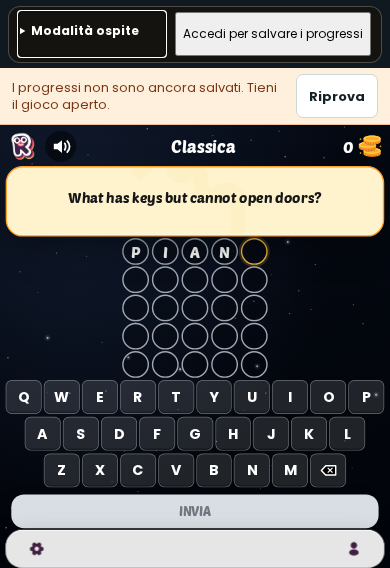 ▸ Modalità ospite
Accedi per salvare i progressi
I progressi non sono ancora salvati. Tieni
il gioco aperto.
Riprova
Classica
0
What has keys but cannot open doors?
P I A N
Q W E R T Y U I O P
A S D F G H J K L
Z X C V B N M
INVIA